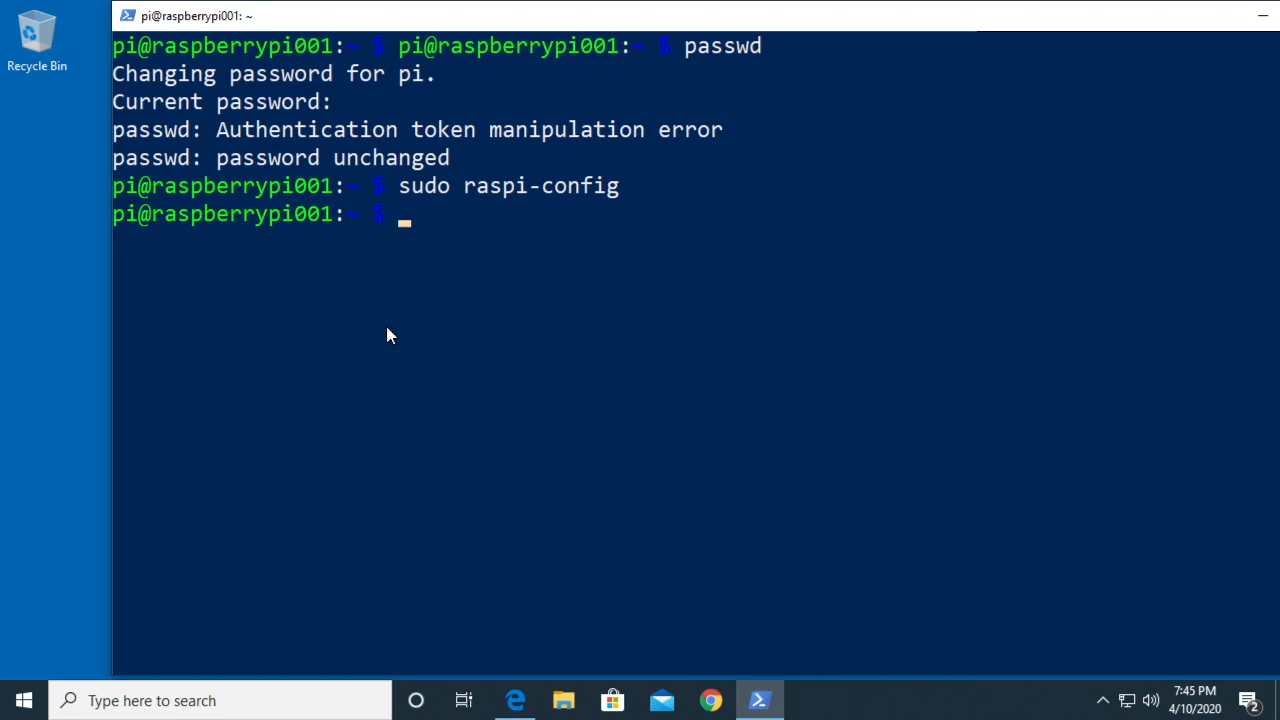 Recycle Bin
pi@raspberrypi001: ~
pi@raspberrypi001:~ $ pi@raspberrypi001:~ $ passwd
Changing password for pi.
Current password:
passwd: Authentication token manipulation error
passwd: password unchanged
pi@raspberrypi001:~ $ sudo raspi-config
pi@raspberrypi001:~ $
Type here to search
7:45 PM
4/10/2020
2